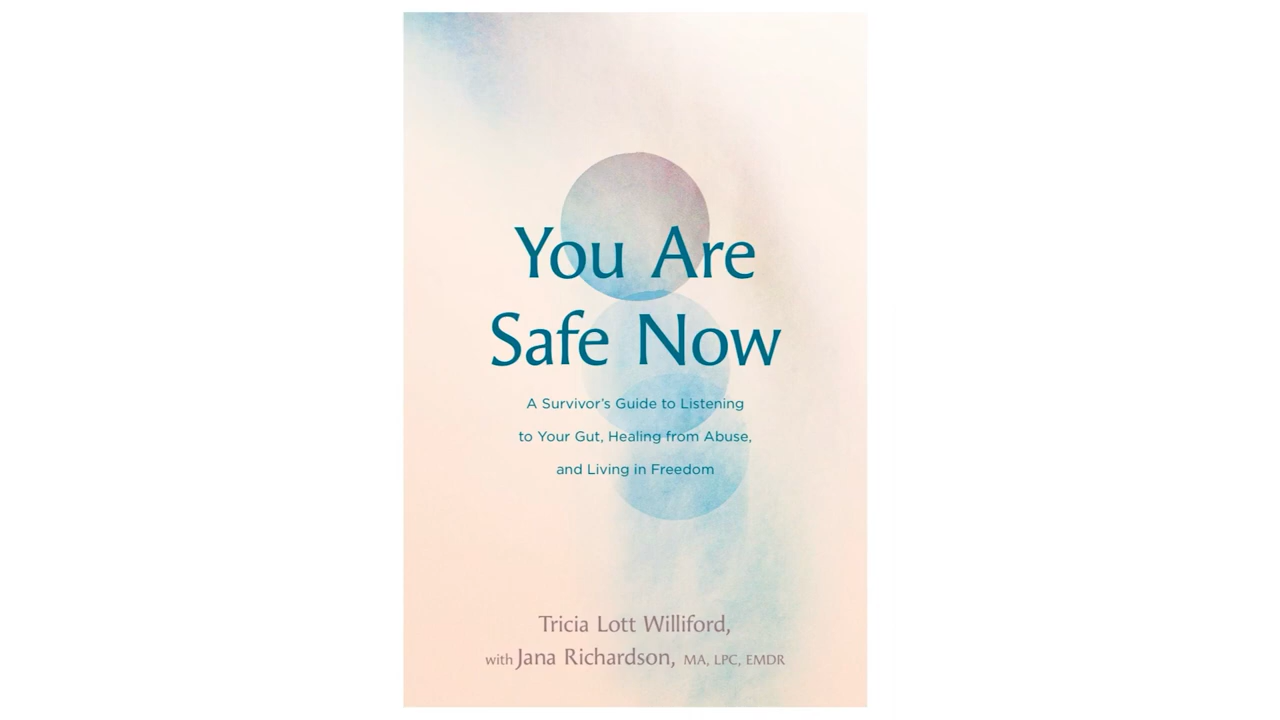 You Are
Safe Now
A Survivor's Guide to Listening
to Your Gut, Healing from Abuse,
and Living in Freedom
Tricia Lott Williford,
with Jana Richardson, MA, LPC, EMDR